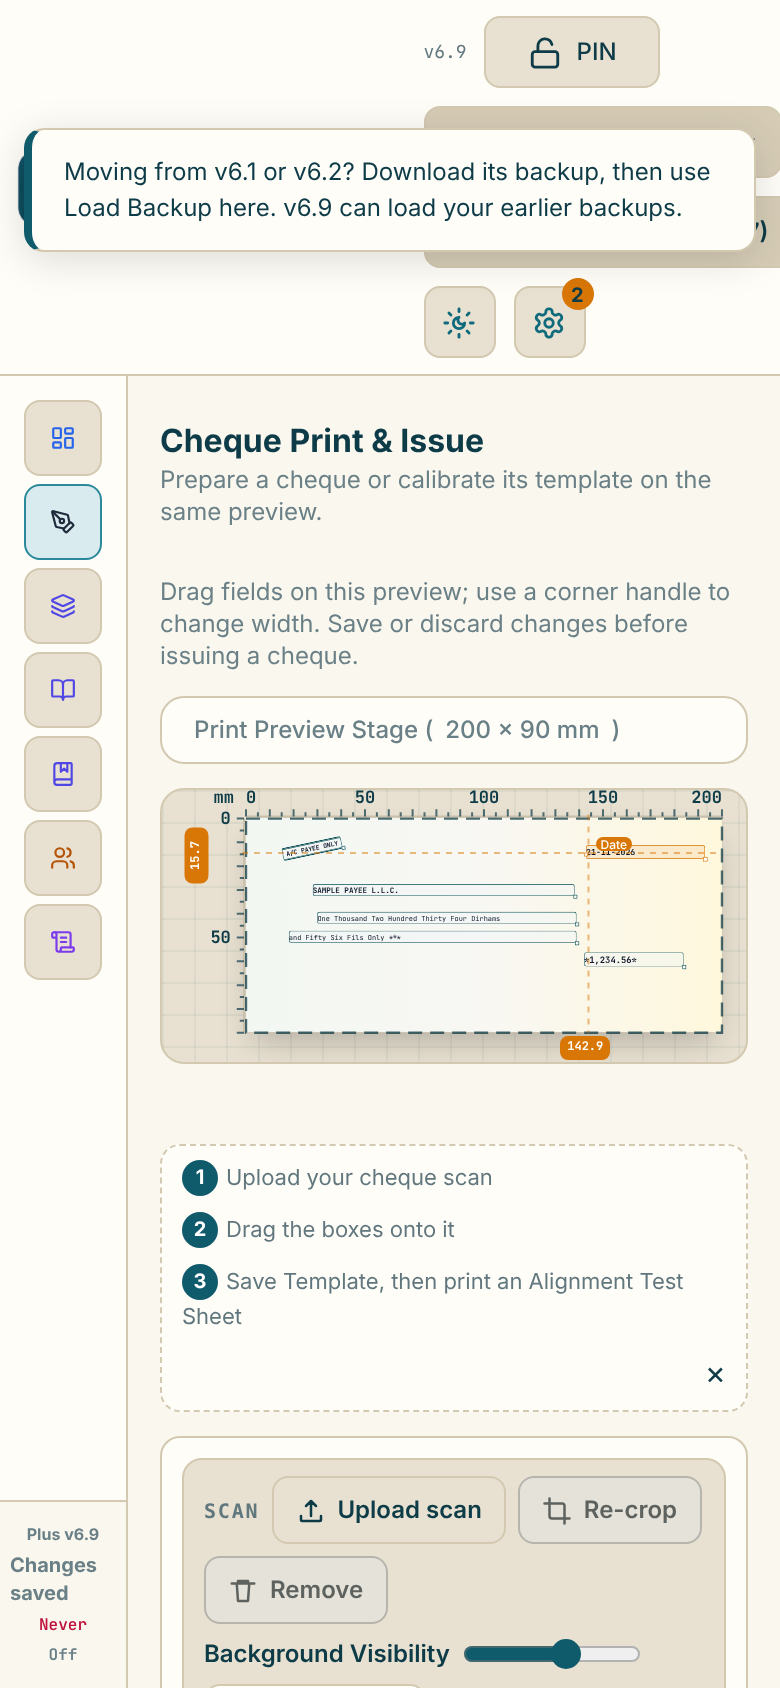 v6.9
PIN
Moving from v6.1 or v6.2? Download its backup, then use
Load Backup here. v6.9 can load your earlier backups.
)
2
Cheque Print & Issue
Prepare a cheque or calibrate its template on the
same preview.
Drag fields on this preview; use a corner handle to
change width. Save or discard changes before
issuing a cheque.
Print Preview Stage ( 200 × 90 mm )
mm 0 50 100 150 200
0
15.7
A/C PAYEE ONLY
Date
21-11-2026
SAMPLE PAYEE L.L.C.
One Thousand Two Hundred Thirty Four Dirhams
50
and Fifty Six Fils Only ***
*1,234.56*
142.9
1 Upload your cheque scan
2 Drag the boxes onto it
3 Save Template, then print an Alignment Test
Sheet
×
SCAN Upload scan Re-crop
Remove
Background Visibility
Plus v6.9
Changes
saved
Never
Off